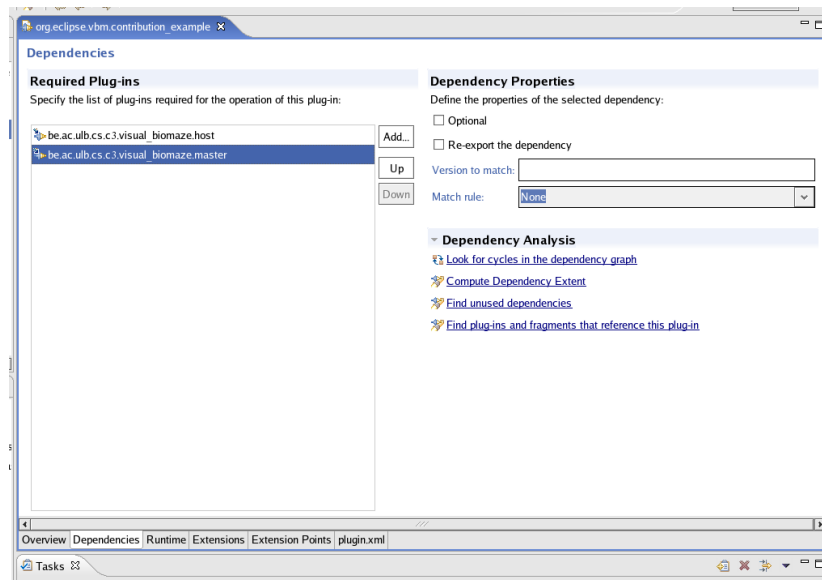 org.eclipse.vbm.contribution_example
Dependencies
Required Plug-ins
Specify the list of plug-ins required for the operation of this plug-in:
be.ac.ulb.cs.c3.visual_biomaze.host
be.ac.ulb.cs.c3.visual_biomaze.master
Add...
Up
Down
Dependency Properties
Define the properties of the selected dependency:
Optional
Re-export the dependency
Version to match:
Match rule: None
Dependency Analysis
Look for cycles in the dependency graph
Compute Dependency Extent
Find unused dependencies
Find plug-ins and fragments that reference this plug-in
Overview Dependencies Runtime Extensions Extension Points plugin.xml
Tasks